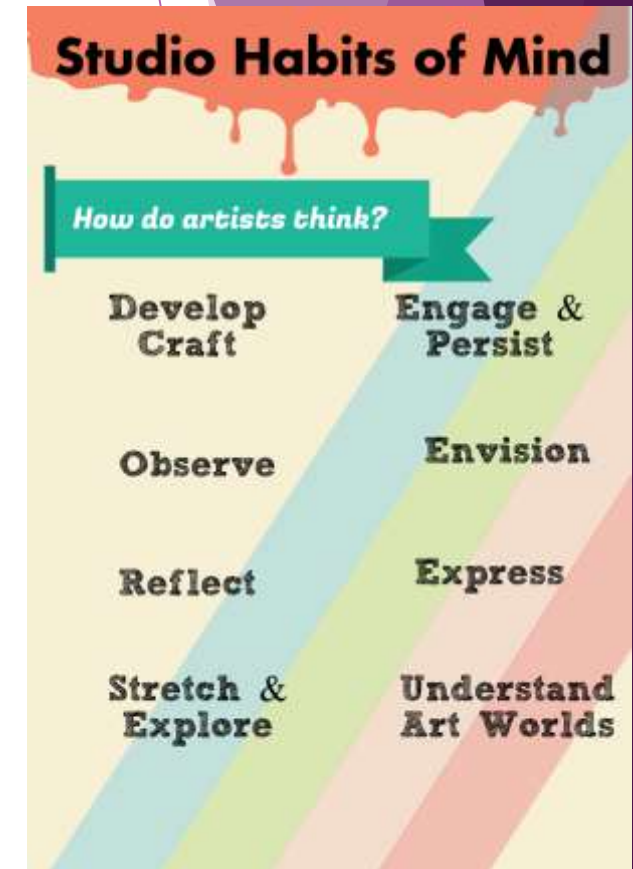 Studio Habits of Mind
How do artists think?
Develop
Craft
Engage &
Persist
Observe
Envision
Reflect
Express
Stretch &
Explore
Understand
Art Worlds